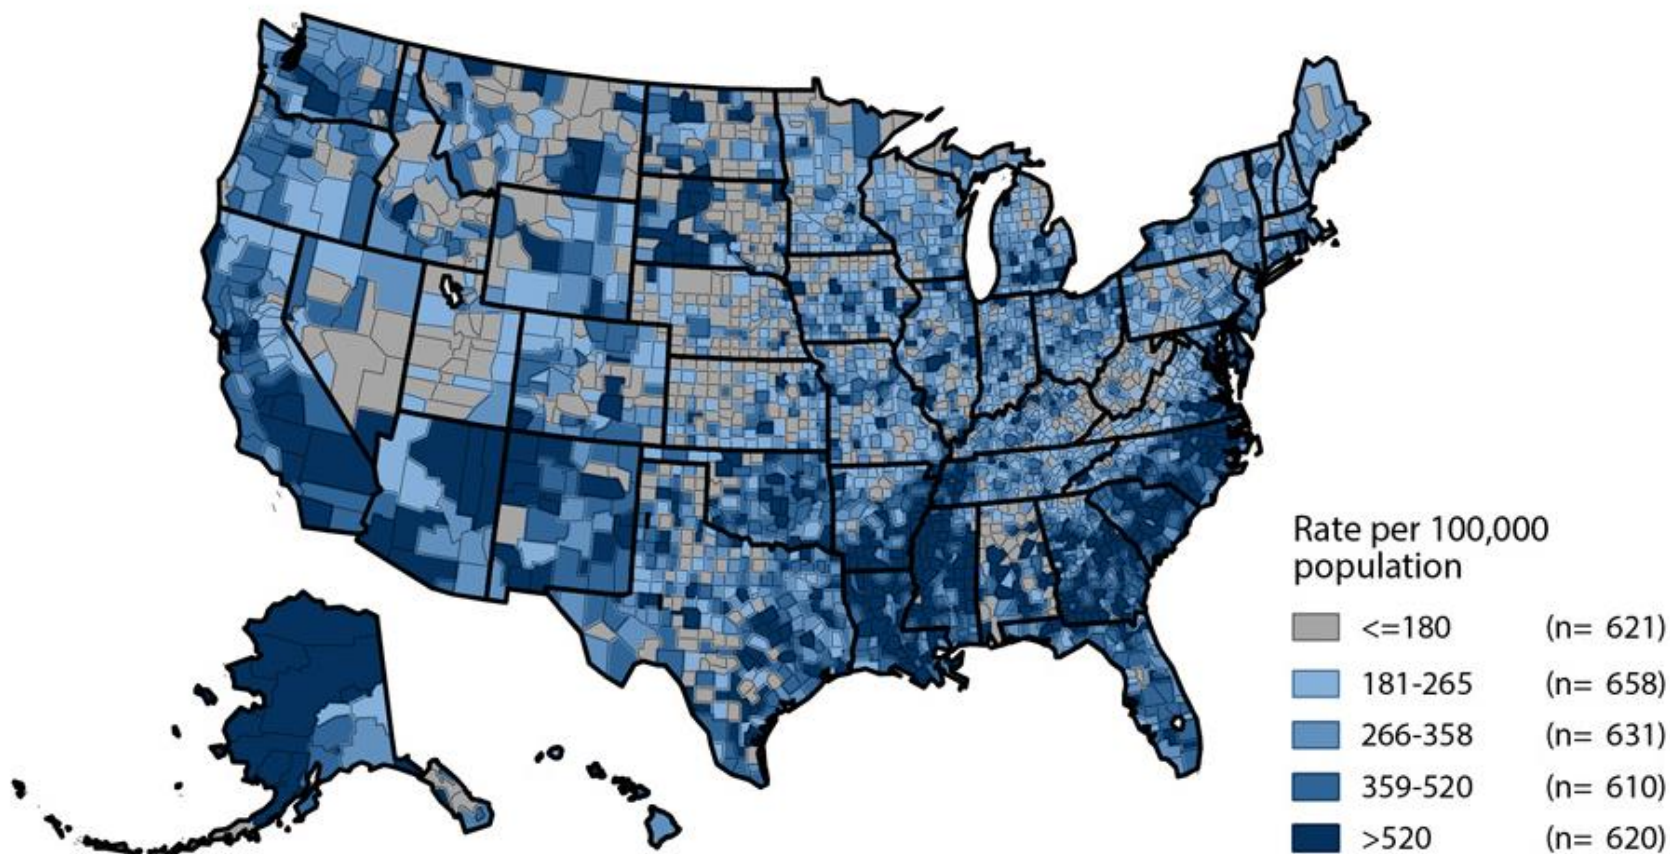 Rate per 100,000
population
<=180 (n= 621)
181-265 (n= 658)
266-358 (n= 631)
359-520 (n= 610)
>520 (n= 620)